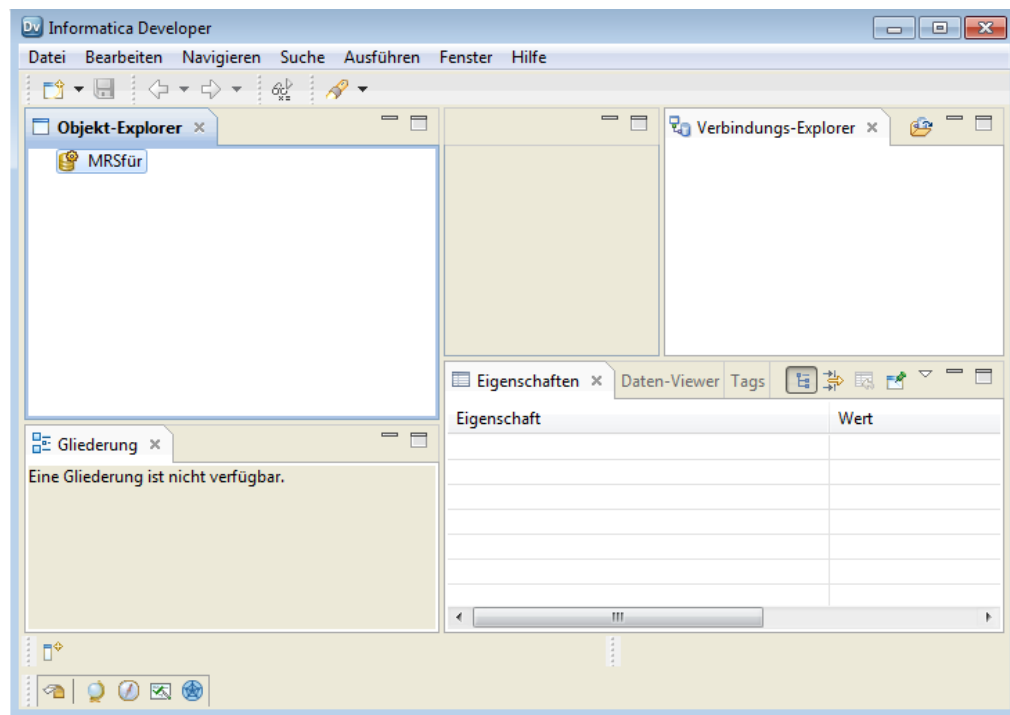 Dv Informatica Developer
Datei Bearbeiten Navigieren Suche Ausführen Fenster Hilfe
Objekt-Explorer
MRSfür
Verbindungs-Explorer
Eigenschaften Daten-Viewer Tags
Eigenschaft Wert
Gliederung
Eine Gliederung ist nicht verfügbar.